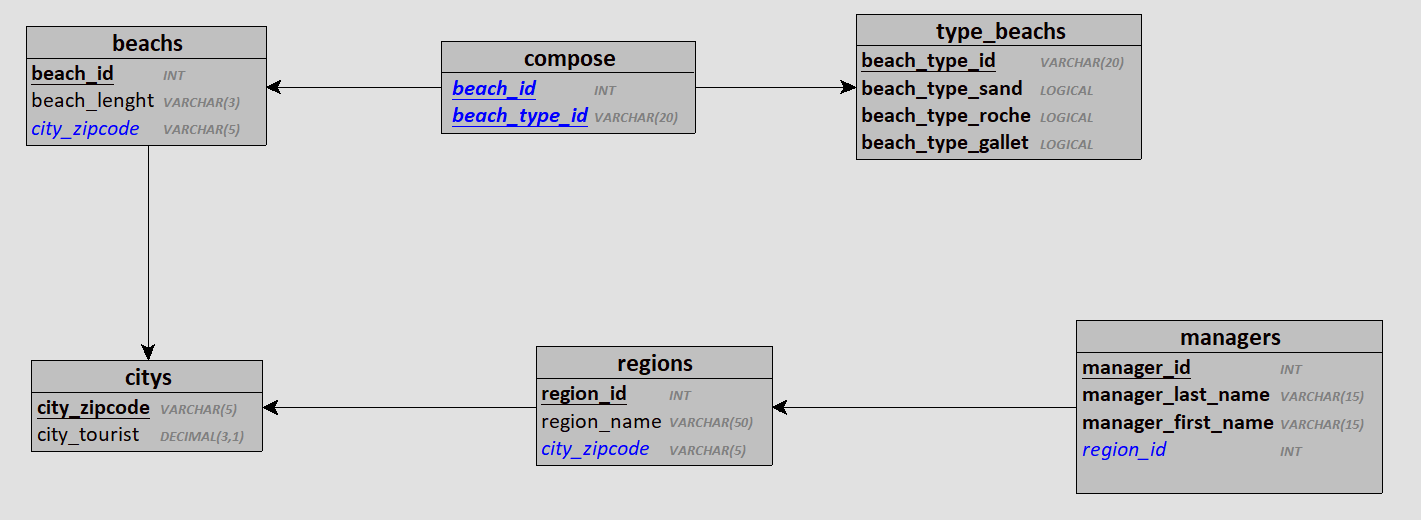 beachs
beach_id INT
beach_lenght VARCHAR(3)
city_zipcode VARCHAR(5)
compose
beach_id INT
beach_type_id VARCHAR(20)
type_beachs
beach_type_id VARCHAR(20)
beach_type_sand LOGICAL
beach_type_roche LOGICAL
beach_type_gallet LOGICAL
citys
city_zipcode VARCHAR(5)
city_tourist DECIMAL(3,1)
regions
region_id INT
region_name VARCHAR(50)
city_zipcode VARCHAR(5)
managers
manager_id INT
manager_last_name VARCHAR(15)
manager_first_name VARCHAR(15)
region_id INT